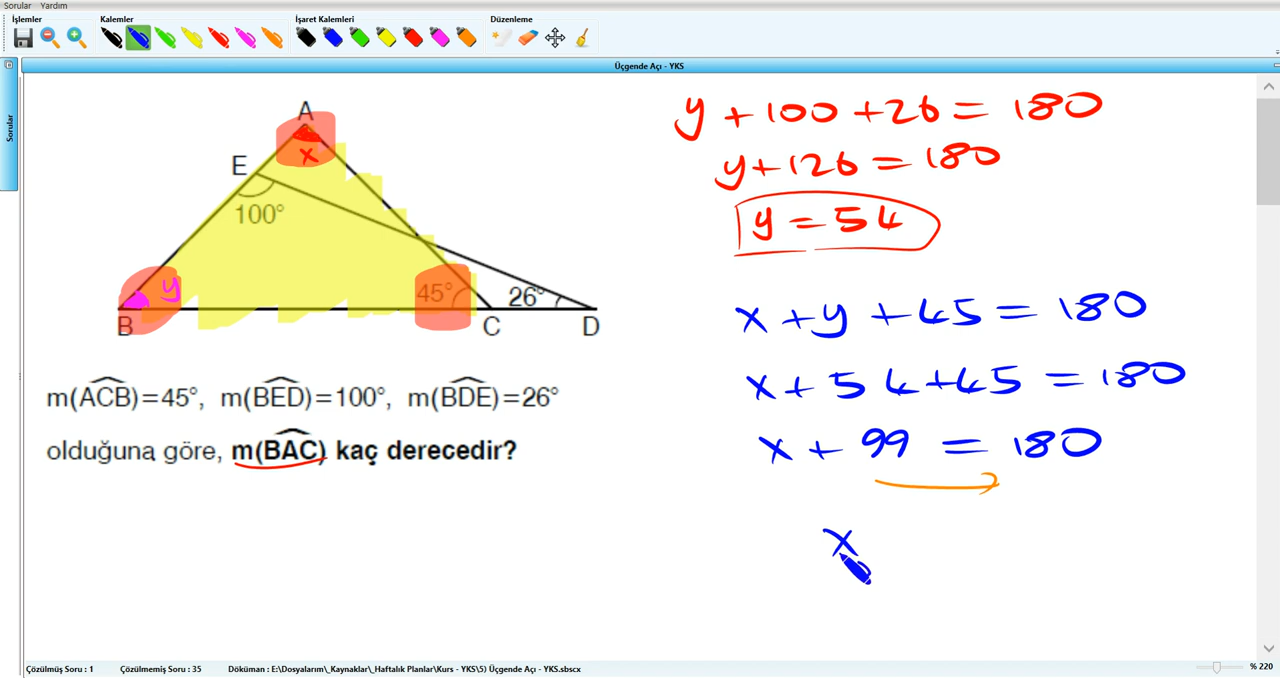 Sorular Yardım
İşlemler Kalemler İşaret Kalemleri Düzenleme
Üçgende Açı - YKS
Sorular
A
x
E
100°
y
45°
26°
B
C
D
m(ACB)=45°, m(BED)=100°, m(BDE)=26°
olduğuna göre, m(BAC) kaç derecedir?
y + 100 + 26 = 180
y + 126 = 180
y = 54
x + y + 45 = 180
x + 54 + 45 = 180
x + 99 = 180
x
Çözülmüş Soru : 1 Çözülmemiş Soru : 35 Döküman : E:\Dosyalarım\_Kaynaklar\_Haftalık Planlar\Kurs - YKS\5) Üçgende Açı - YKS.sbscx % 220